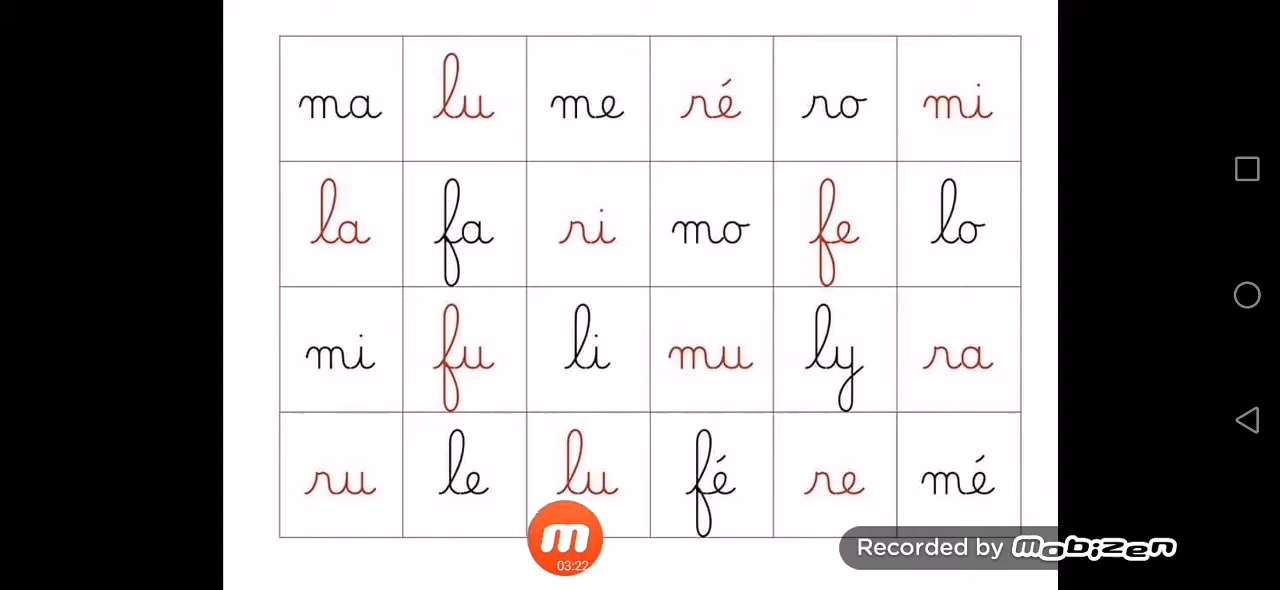 ma lu me ré ro mi
la fa ri mo fe lo
mi fu li mu ly ra
ru le lu fé re mé
m
03:22
Recorded by Mobizen